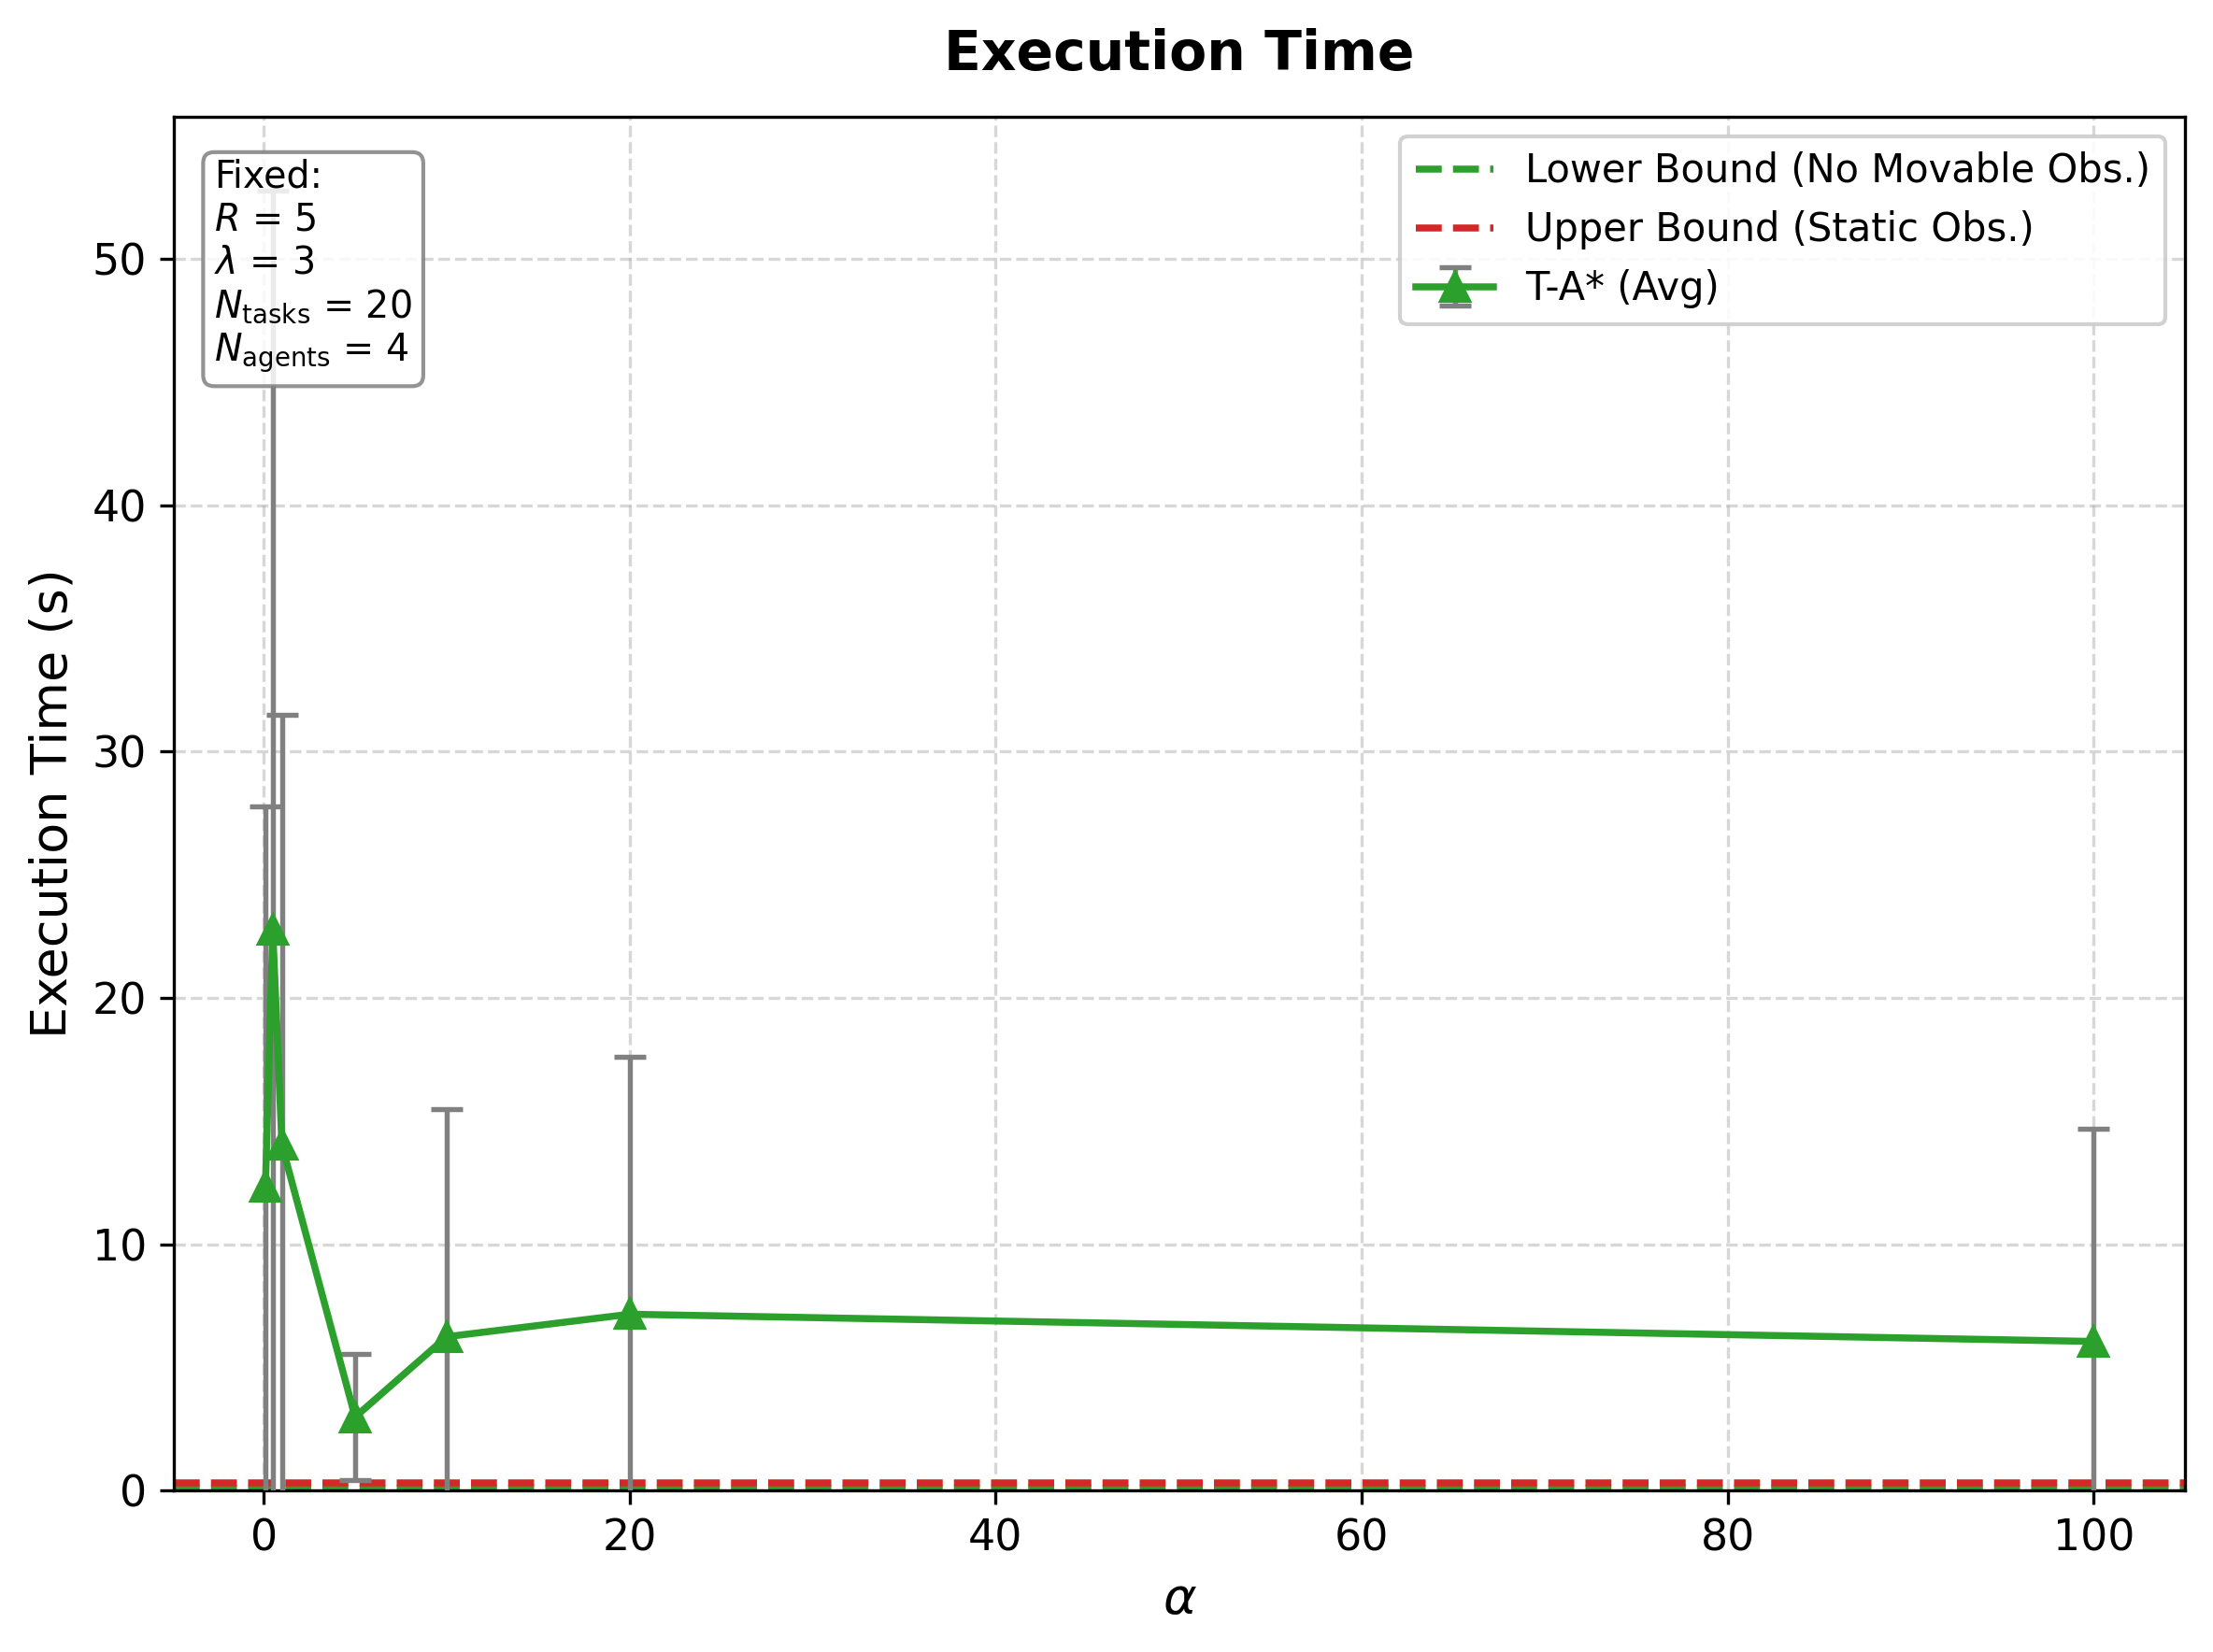 Execution Time
Fixed:
R = 5
λ = 3
N_tasks = 20
N_agents = 4
Lower Bound (No Movable Obs.)
Upper Bound (Static Obs.)
T-A* (Avg)
Execution Time (s)
50
40
30
20
10
0
0 20 40 60 80 100
α